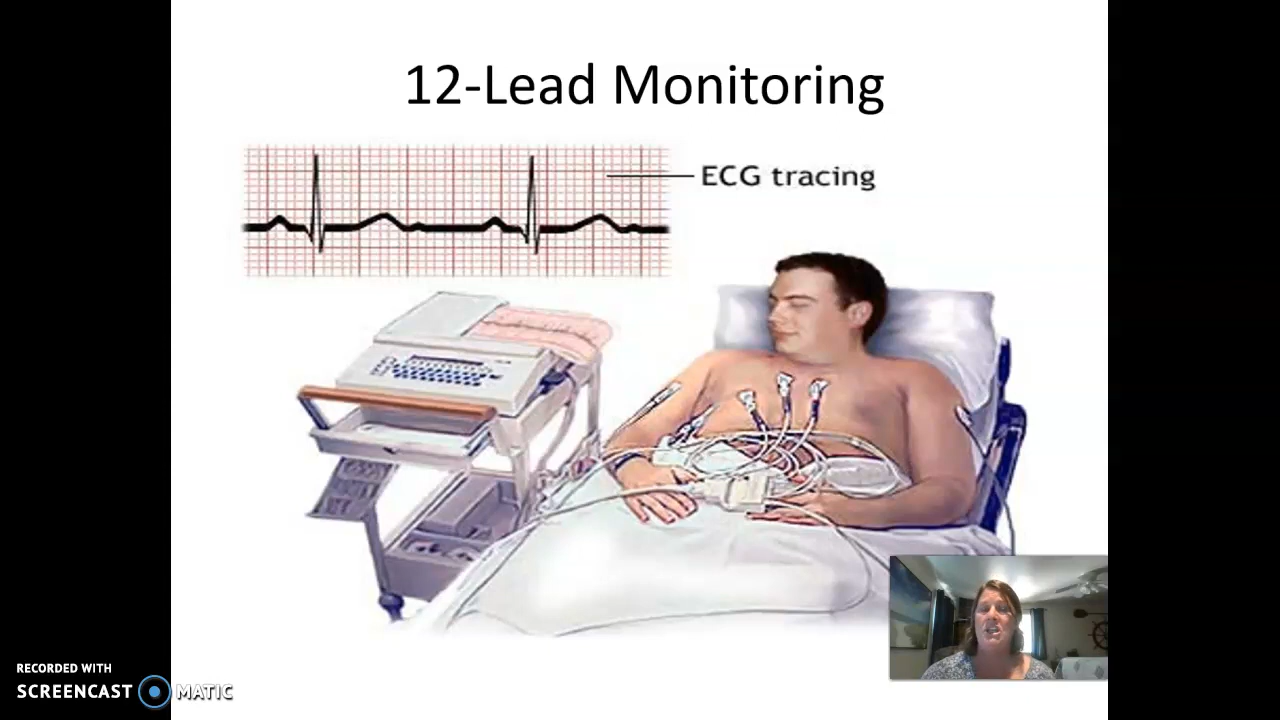 12-Lead Monitoring
ECG tracing
RECORDED WITH
SCREENCAST MATIC